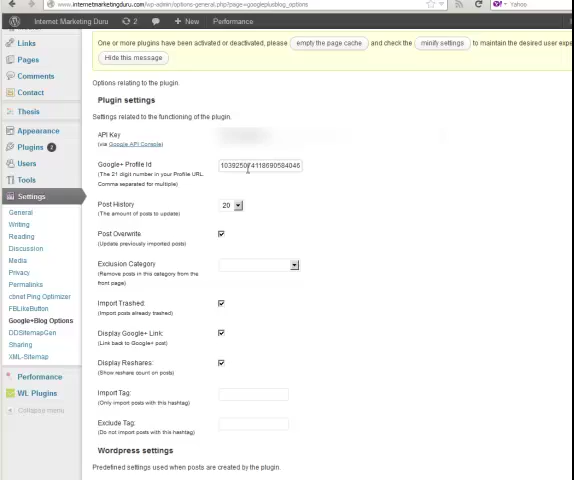 www.internetmarketingduru.com/wp-admin/options-general.php?page=googleplusblog_options
Yahoo
Internet Marketing Duru 2 + New Performance
Links
Pages
Comments
Contact
Thesis
Appearance
Plugins 2
Users
Tools
Settings
General
Writing
Reading
Discussion
Media
Privacy
Permalinks
cbnet Ping Optimizer
FBLikeButton
Google+Blog Options
DDSitemapGen
Sharing
XML-Sitemap
Performance
WL Plugins
Collapse menu
One or more plugins have been activated or deactivated, please empty the page cache and check the minify settings to maintain the desired user expe
Hide this message
Options relating to the plugin.
Plugin settings
Settings related to the functioning of the plugin.
API Key
(via Google API Console)
Google+ Profile Id
(The 21 digit number in your Profile URL.
Comma separated for multiple)
Post History 20
(The amount of posts to update)
Post Overwrite
(Update previously imported posts)
Exclusion Category
(Remove posts in this category from the
front page)
Import Trashed:
(Import posts already trashed)
Display Google+ Link:
(Link back to Google+ post)
Display Reshares:
(Show reshare count on posts)
Import Tag:
(Only import posts with this hashtag)
Exclude Tag:
(Do not import posts with this hashtag)
Wordpress settings
Predefined settings used when posts are created by the plugin.